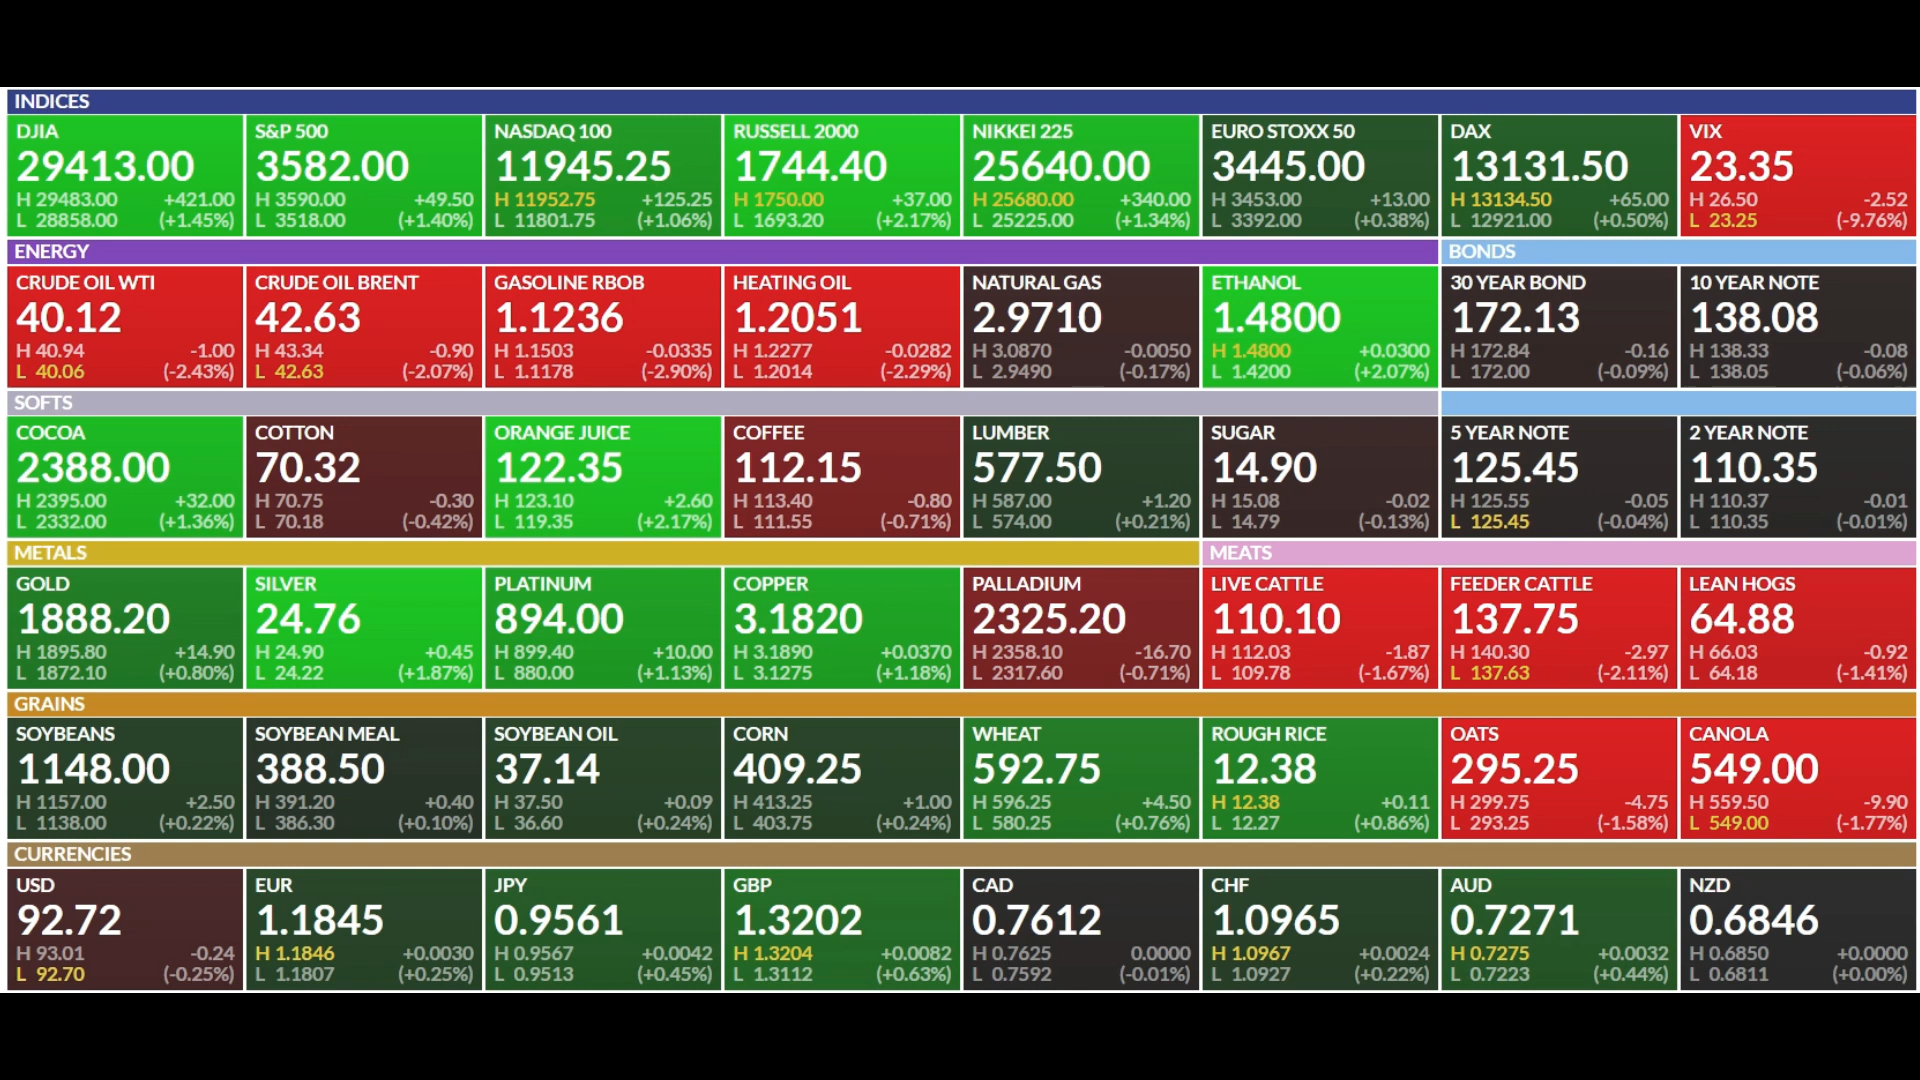 INDICES
DJIA
29413.00
H 29483.00 +421.00
L 28858.00 (+1.45%)
S&P 500
3582.00
H 3590.00 +49.50
L 3518.00 (+1.40%)
NASDAQ 100
11945.25
H 11952.75 +125.25
L 11801.75 (+1.06%)
RUSSELL 2000
1744.40
H 1750.00 +37.00
L 1693.20 (+2.17%)
NIKKEI 225
25640.00
H 25680.00 +340.00
L 25225.00 (+1.34%)
EURO STOXX 50
3445.00
H 3453.00 +13.00
L 3392.00 (+0.38%)
DAX
13131.50
H 13134.50 +65.00
L 12921.00 (+0.50%)
VIX
23.35
H 26.50 -2.52
L 23.25 (-9.76%)
ENERGY
CRUDE OIL WTI
40.12
H 40.94 -1.00
L 40.06 (-2.43%)
CRUDE OIL BRENT
42.63
H 43.34 -0.90
L 42.63 (-2.07%)
GASOLINE RBOB
1.1236
H 1.1503 -0.0335
L 1.1178 (-2.90%)
HEATING OIL
1.2051
H 1.2277 -0.0282
L 1.2014 (-2.29%)
NATURAL GAS
2.9710
H 3.0870 -0.0050
L 2.9490 (-0.17%)
ETHANOL
1.4800
H 1.4800 +0.0300
L 1.4200 (+2.07%)
BONDS
30 YEAR BOND
172.13
H 172.84 -0.16
L 172.00 (-0.09%)
10 YEAR NOTE
138.08
H 138.33 -0.08
L 138.05 (-0.06%)
SOFTS
COCOA
2388.00
H 2395.00 +32.00
L 2332.00 (+1.36%)
COTTON
70.32
H 70.75 -0.30
L 70.18 (-0.42%)
ORANGE JUICE
122.35
H 123.10 +2.60
L 119.35 (+2.17%)
COFFEE
112.15
H 113.40 -0.80
L 111.55 (-0.71%)
LUMBER
577.50
H 587.00 +1.20
L 574.00 (+0.21%)
SUGAR
14.90
H 15.08 -0.02
L 14.79 (-0.13%)
5 YEAR NOTE
125.45
H 125.55 -0.05
L 125.45 (-0.04%)
2 YEAR NOTE
110.35
H 110.37 -0.01
L 110.35 (-0.01%)
METALS
GOLD
1888.20
H 1895.80 +14.90
L 1872.10 (+0.80%)
SILVER
24.76
H 24.90 +0.45
L 24.22 (+1.87%)
PLATINUM
894.00
H 899.40 +10.00
L 880.00 (+1.13%)
COPPER
3.1820
H 3.1890 +0.0370
L 3.1275 (+1.18%)
PALLADIUM
2325.20
H 2358.10 -16.70
L 2317.60 (-0.71%)
MEATS
LIVE CATTLE
110.10
H 112.03 -1.87
L 109.78 (-1.67%)
FEEDER CATTLE
137.75
H 140.30 -2.97
L 137.63 (-2.11%)
LEAN HOGS
64.88
H 66.03 -0.92
L 64.18 (-1.41%)
GRAINS
SOYBEANS
1148.00
H 1157.00 +2.50
L 1138.00 (+0.22%)
SOYBEAN MEAL
388.50
H 391.20 +0.40
L 386.30 (+0.10%)
SOYBEAN OIL
37.14
H 37.50 +0.09
L 36.60 (+0.24%)
CORN
409.25
H 413.25 +1.00
L 403.75 (+0.24%)
WHEAT
592.75
H 596.25 +4.50
L 580.25 (+0.76%)
ROUGH RICE
12.38
H 12.38 +0.11
L 12.27 (+0.86%)
OATS
295.25
H 299.75 -4.75
L 293.25 (-1.58%)
CANOLA
549.00
H 559.50 -9.90
L 549.00 (-1.77%)
CURRENCIES
USD
92.72
H 93.01 -0.24
L 92.70 (-0.25%)
EUR
1.1845
H 1.1846 +0.0030
L 1.1807 (+0.25%)
JPY
0.9561
H 0.9567 +0.0042
L 0.9513 (+0.45%)
GBP
1.3202
H 1.3204 +0.0082
L 1.3112 (+0.63%)
CAD
0.7612
H 0.7625 0.0000
L 0.7592 (-0.01%)
CHF
1.0965
H 1.0967 +0.0024
L 1.0927 (+0.22%)
AUD
0.7271
H 0.7275 +0.0032
L 0.7223 (+0.44%)
NZD
0.6846
H 0.6850 +0.0000
L 0.6811 (+0.00%)